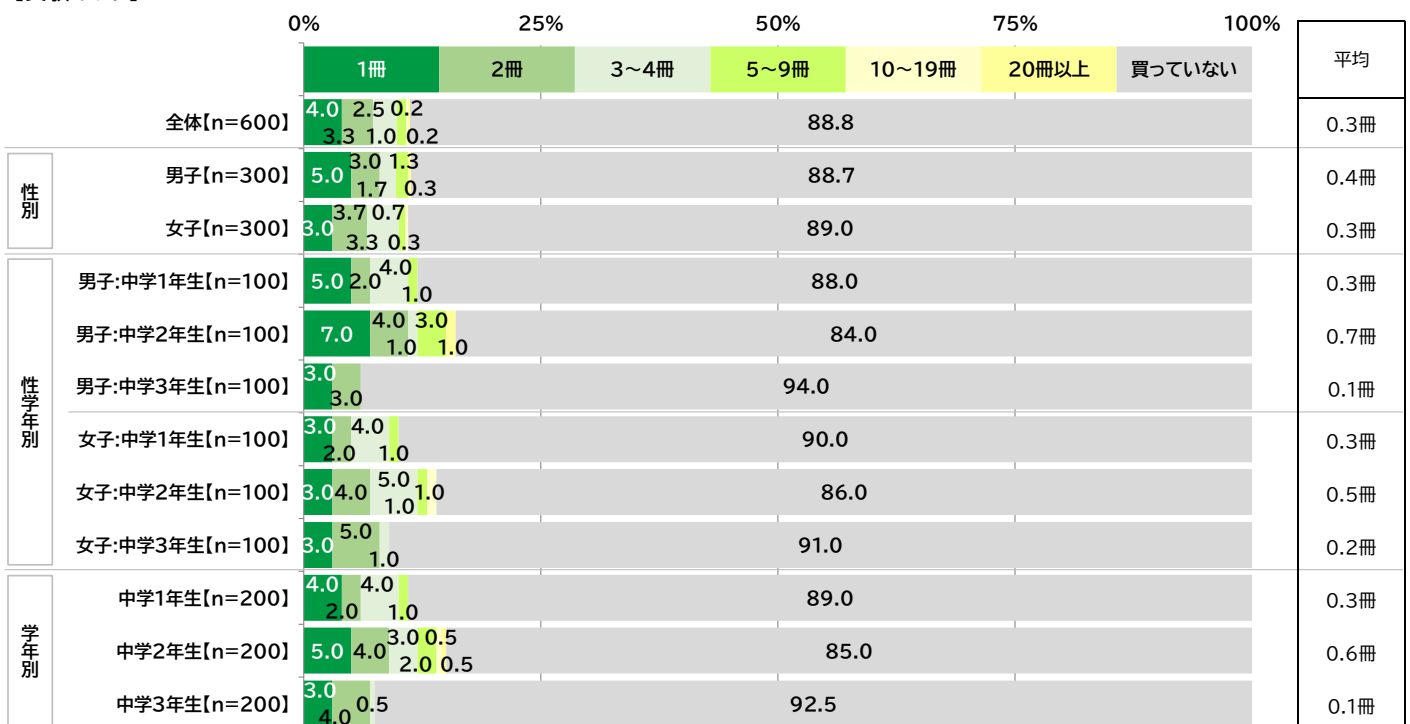 0% 25% 50% 75% 100%
1冊 2冊 3～4冊 5～9冊 10～19冊 20冊以上 買っていない 平均
全体【n=600】 4.0 3.3 2.5 1.0 0.2 0.2 88.8 0.3冊
性別
男子【n=300】 5.0 3.0 1.7 1.3 0.3 88.7 0.4冊
女子【n=300】 3.0 3.7 3.3 0.7 0.3 89.0 0.3冊
性学年別
男子:中学1年生【n=100】 5.0 2.0 4.0 1.0 88.0 0.3冊
男子:中学2年生【n=100】 7.0 4.0 1.0 3.0 1.0 84.0 0.7冊
男子:中学3年生【n=100】 3.0 3.0 94.0 0.1冊
女子:中学1年生【n=100】 3.0 2.0 4.0 1.0 90.0 0.3冊
女子:中学2年生【n=100】 3.0 4.0 5.0 1.0 1.0 86.0 0.5冊
女子:中学3年生【n=100】 3.0 5.0 1.0 91.0 0.2冊
学年別
中学1年生【n=200】 4.0 2.0 4.0 1.0 89.0 0.3冊
中学2年生【n=200】 5.0 4.0 3.0 2.0 0.5 0.5 85.0 0.6冊
中学3年生【n=200】 3.0 4.0 0.5 92.5 0.1冊